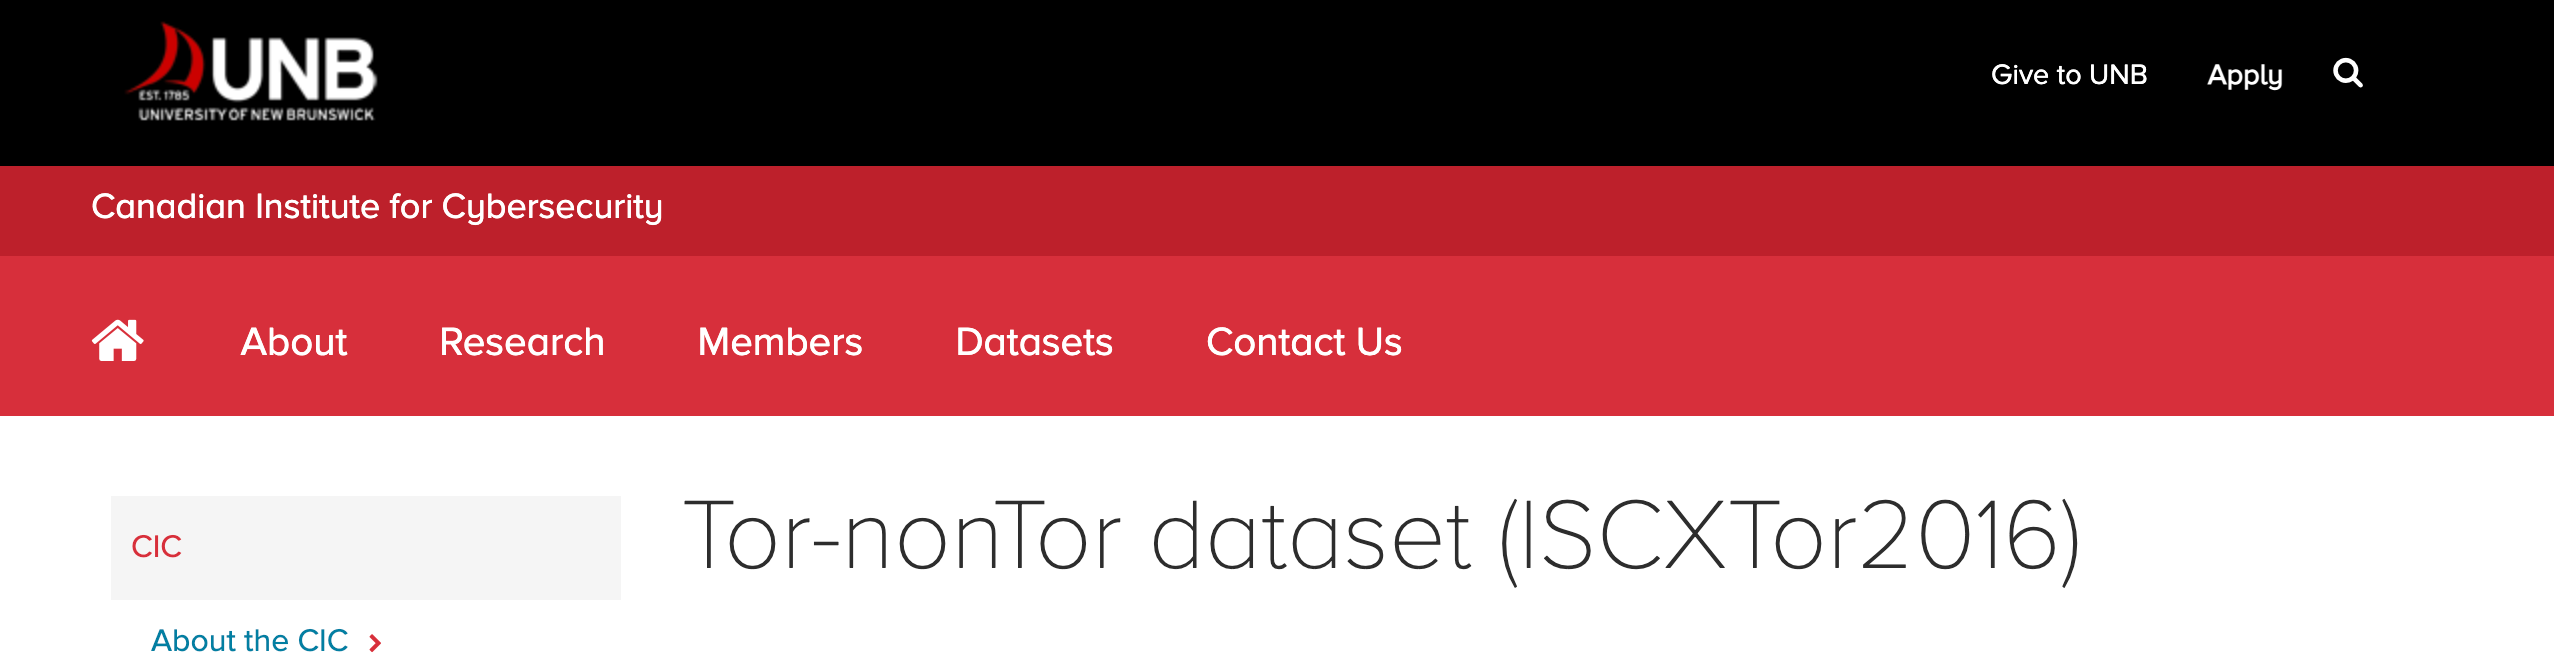 UNB
EST. 1785
UNIVERSITY OF NEW BRUNSWICK
Give to UNB Apply
Canadian Institute for Cybersecurity
About Research Members Datasets Contact Us
CIC
Tor-nonTor dataset (ISCXTor2016)
About the CIC